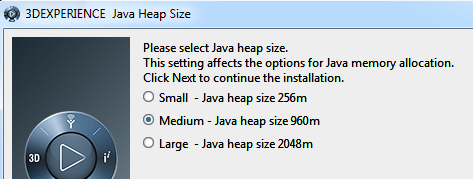 3DEXPERIENCE Java Heap Size
Please select Java heap size.
This setting affects the options for Java memory allocation.
Click Next to continue the installation.
Small - Java heap size 256m
Medium - Java heap size 960m
Large - Java heap size 2048m
3D
i²